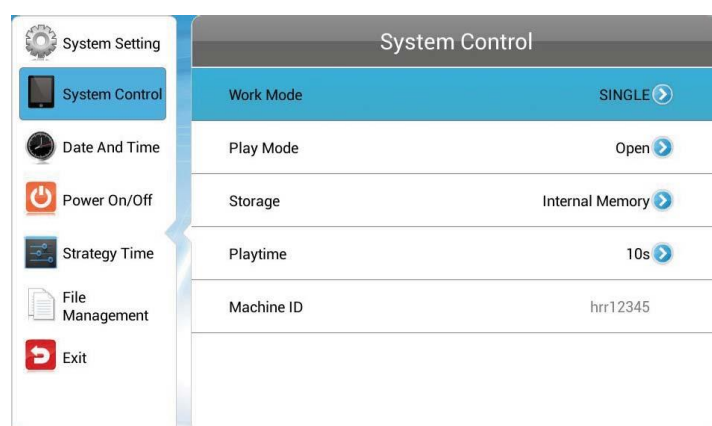 System Setting
System Control
Date And Time
Power On/Off
Strategy Time
File
Management
Exit
System Control
Work Mode SINGLE
Play Mode Open
Storage Internal Memory
Playtime 10s
Machine ID hrr12345